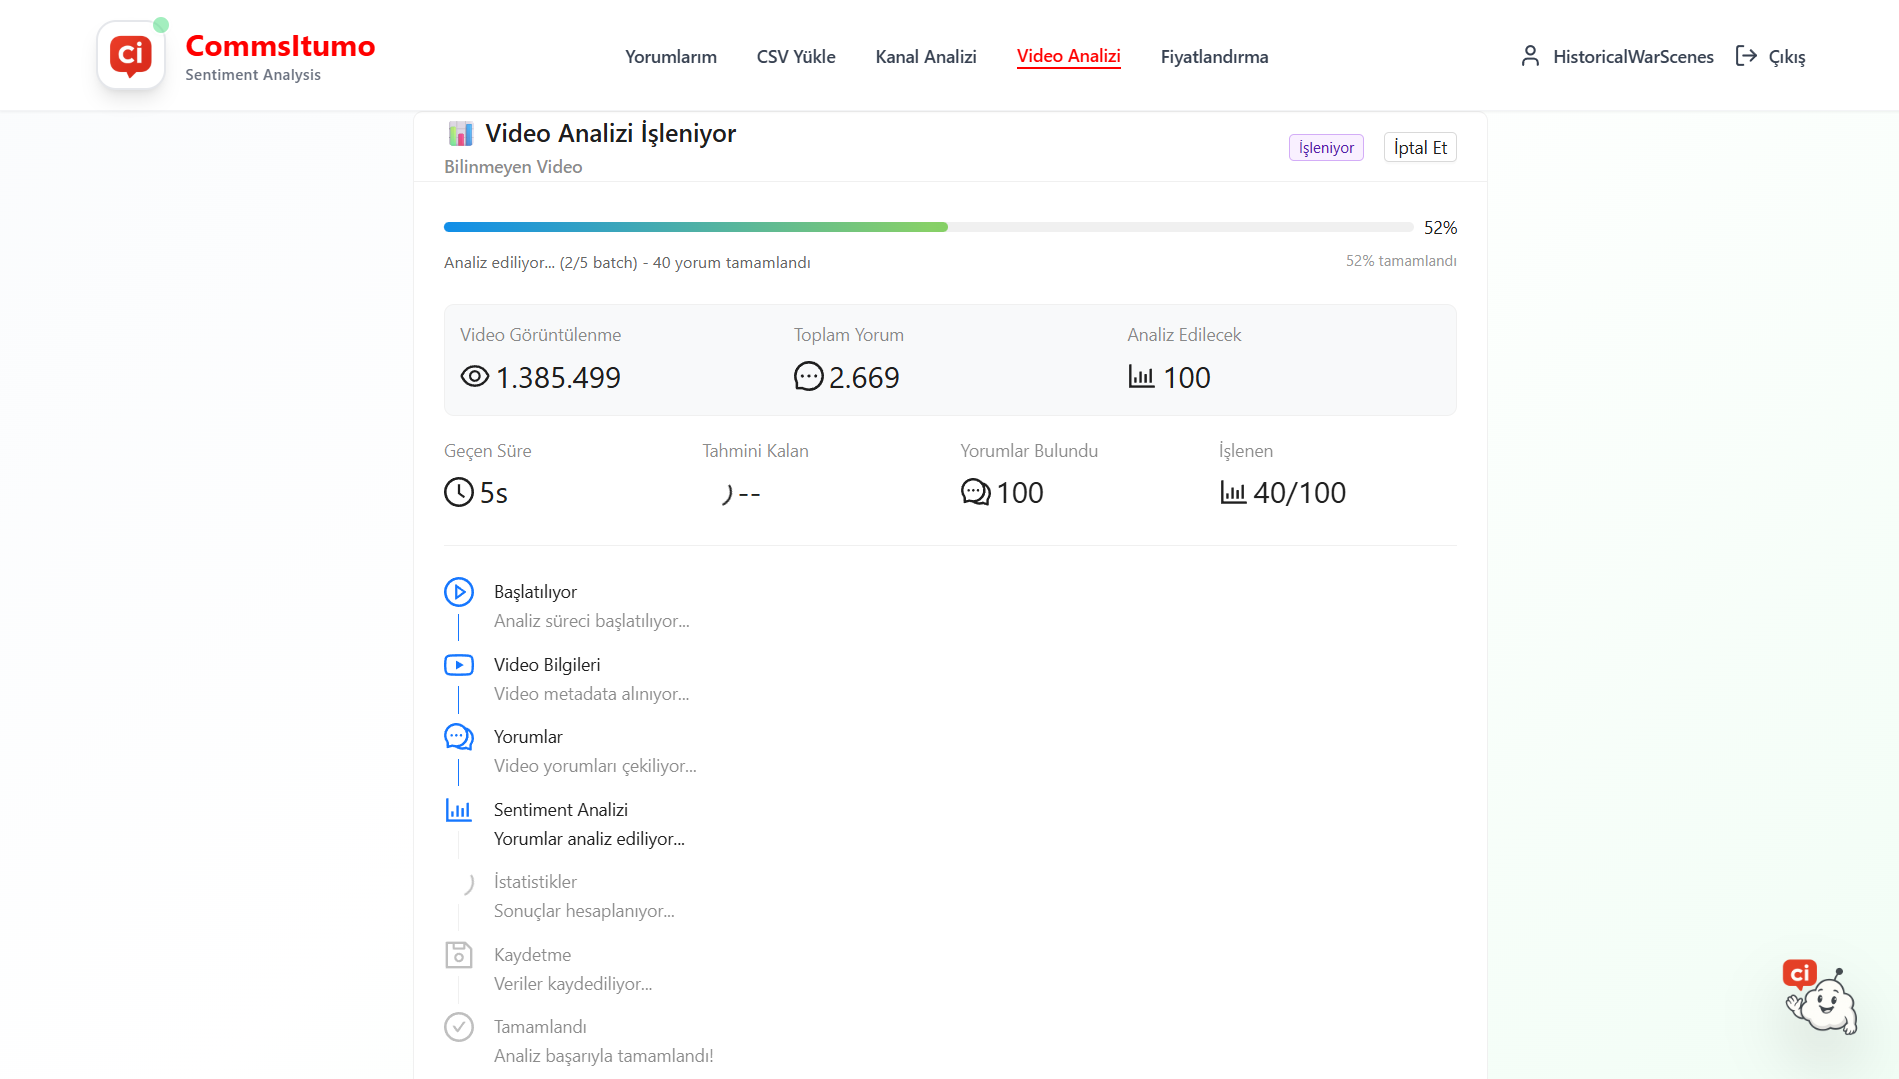 ci
CommsItumo
Sentiment Analysis
Yorumlarım
CSV Yükle
Kanal Analizi
Video Analizi
Fiyatlandırma
HistoricalWarScenes
Çıkış
Video Analizi İşleniyor
Bilinmeyen Video
İşleniyor
İptal Et
52%
Analiz ediliyor... (2/5 batch) - 40 yorum tamamlandı
52% tamamlandı
Video Görüntülenme
Toplam Yorum
Analiz Edilecek
1.385.499
2.669
100
Geçen Süre
Tahmini Kalan
Yorumlar Bulundu
İşlenen
5s
--
100
40/100
Başlatılıyor
Analiz süreci başlatılıyor...
Video Bilgileri
Video metadata alınıyor...
Yorumlar
Video yorumları çekiliyor...
Sentiment Analizi
Yorumlar analiz ediliyor...
İstatistikler
Sonuçlar hesaplanıyor...
Kaydetme
Veriler kaydediliyor...
Tamamlandı
Analiz başarıyla tamamlandı!
ci